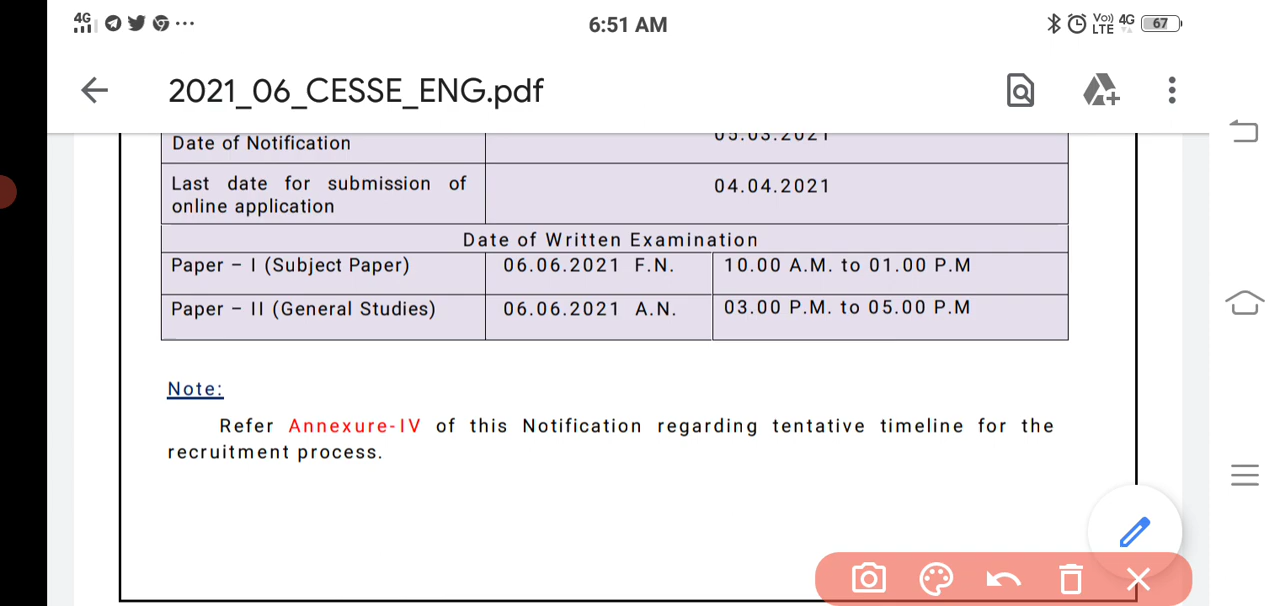 4G 6:51 AM Vo) LTE 4G 67
2021_06_CESSE_ENG.pdf
Date of Notification 05.03.2021
Last date for submission of
online application 04.04.2021
Date of Written Examination
Paper – I (Subject Paper) 06.06.2021 F.N. 10.00 A.M. to 01.00 P.M
Paper – II (General Studies) 06.06.2021 A.N. 03.00 P.M. to 05.00 P.M
Note:
Refer Annexure-IV of this Notification regarding tentative timeline for the
recruitment process.